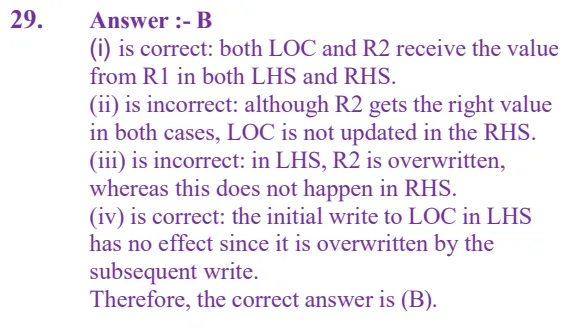 29. Answer :- B
(i) is correct: both LOC and R2 receive the value
from R1 in both LHS and RHS.
(ii) is incorrect: although R2 gets the right value
in both cases, LOC is not updated in the RHS.
(iii) is incorrect: in LHS, R2 is overwritten,
whereas this does not happen in RHS.
(iv) is correct: the initial write to LOC in LHS
has no effect since it is overwritten by the
subsequent write.
Therefore, the correct answer is (B).